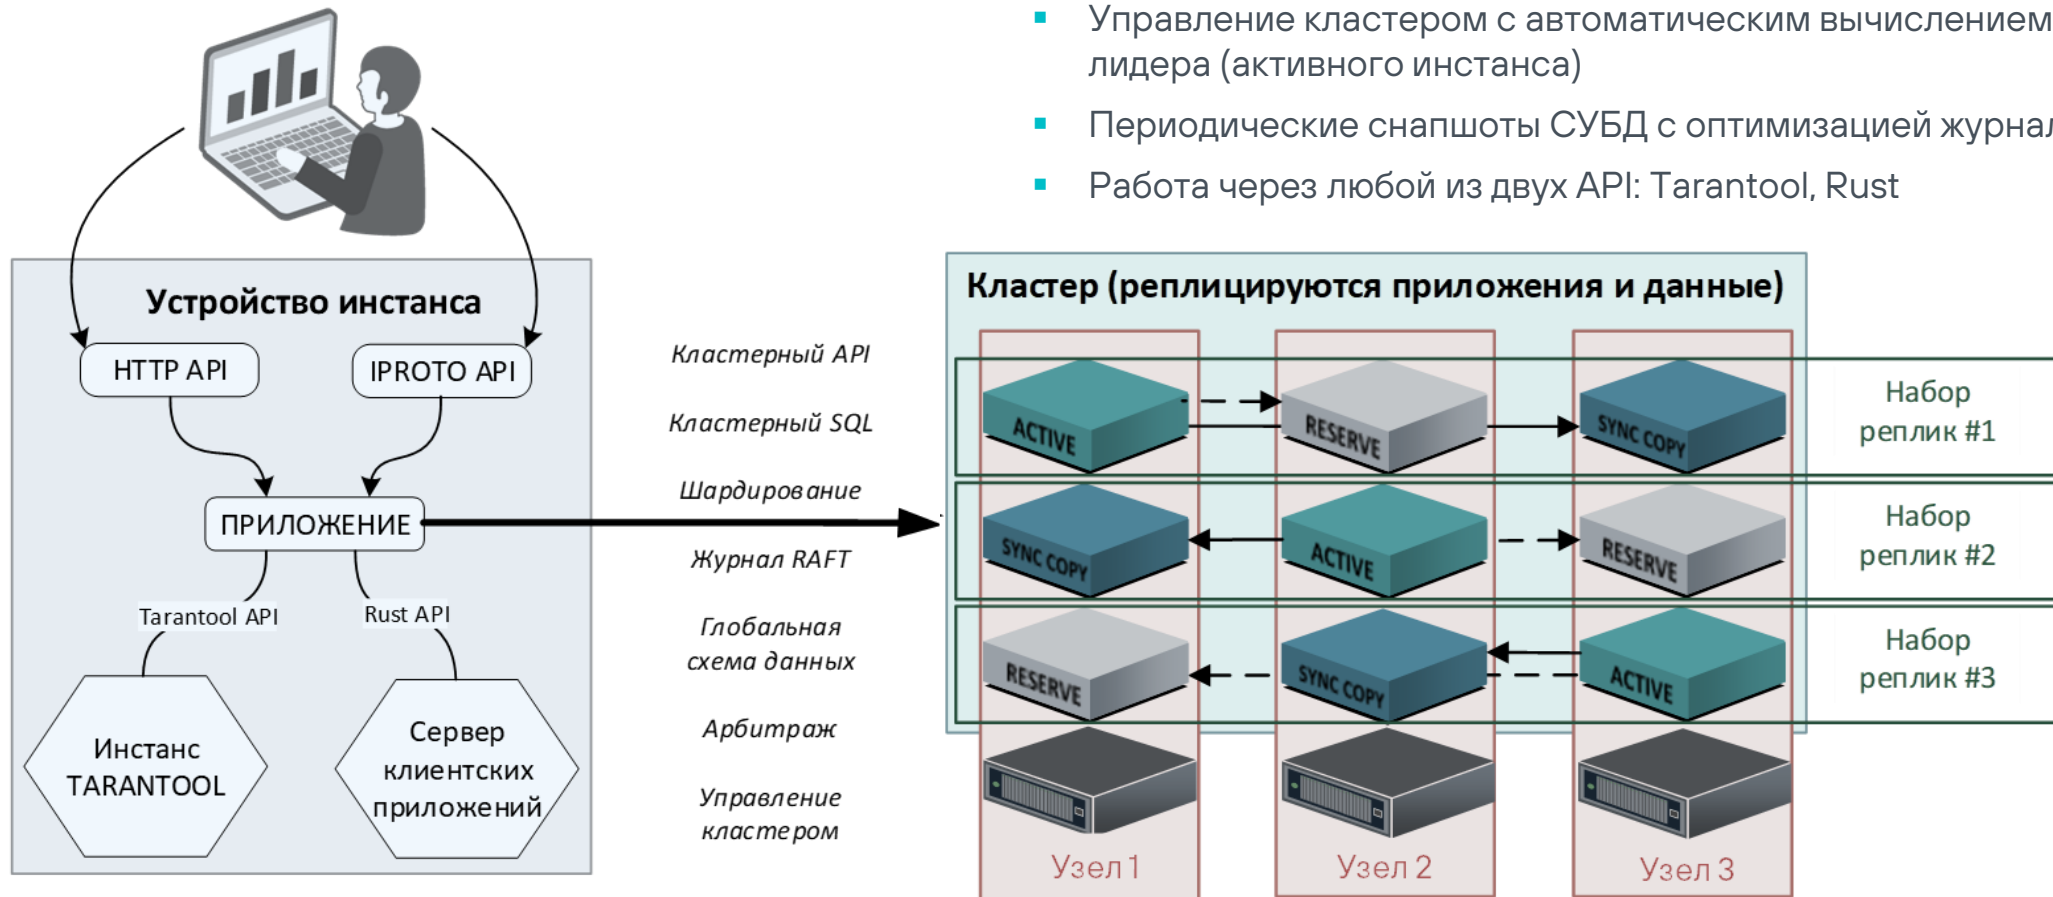 Управление кластером с автоматическим вычислением
лидера (активного инстанса)
Периодические снапшоты СУБД с оптимизацией журнал
Работа через любой из двух API: Tarantool, Rust
Устройство инстанса
HTTP API
IPROTO API
ПРИЛОЖЕНИЕ
Tarantool API
Rust API
Инстанс
TARANTOOL
Сервер
клиентских
приложений
Кластерный API
Кластерный SQL
Шардирование
Журнал RAFT
Глобальная
схема данных
Арбитраж
Управление
кластером
Кластер (реплицируются приложения и данные)
ACTIVE
RESERVE
SYNC COPY
Набор
реплик #1
SYNC COPY
ACTIVE
RESERVE
Набор
реплик #2
RESERVE
SYNC COPY
ACTIVE
Набор
реплик #3
Узел 1
Узел 2
Узел 3